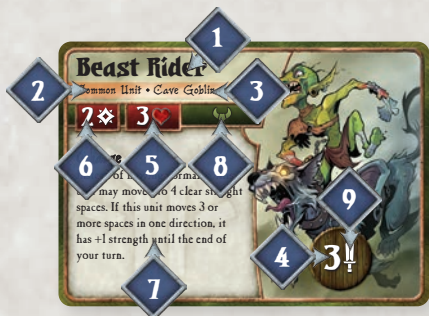 1
Beast Rider
2
Common Unit • Cave Goblins
3
2
3
6
5
8
may move to 4 clear straight
9
spaces. If this unit moves 3 or
more spaces in one direction, it
has +1 strength until the end of
4
3
your turn.
7